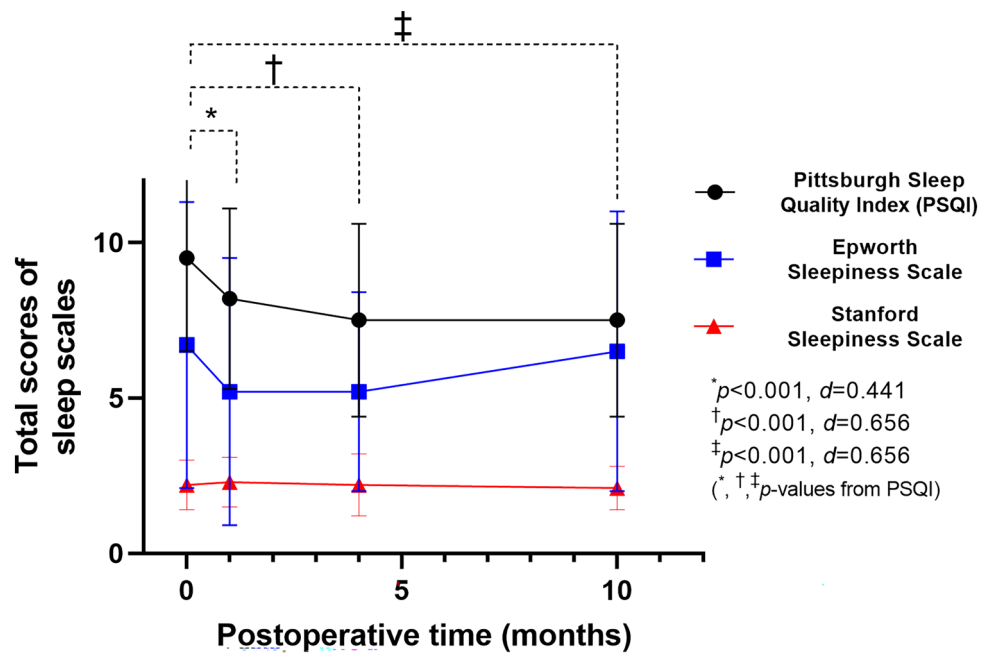 ‡
†
*
Total scores of
sleep scales
10
5
0
0
5
10
Postoperative time (months)
Pittsburgh Sleep
Quality Index (PSQI)
Epworth
Sleepiness Scale
Stanford
Sleepiness Scale
*p<0.001, d=0.441
†p<0.001, d=0.656
‡p<0.001, d=0.656
(*, †,‡p-values from PSQI)